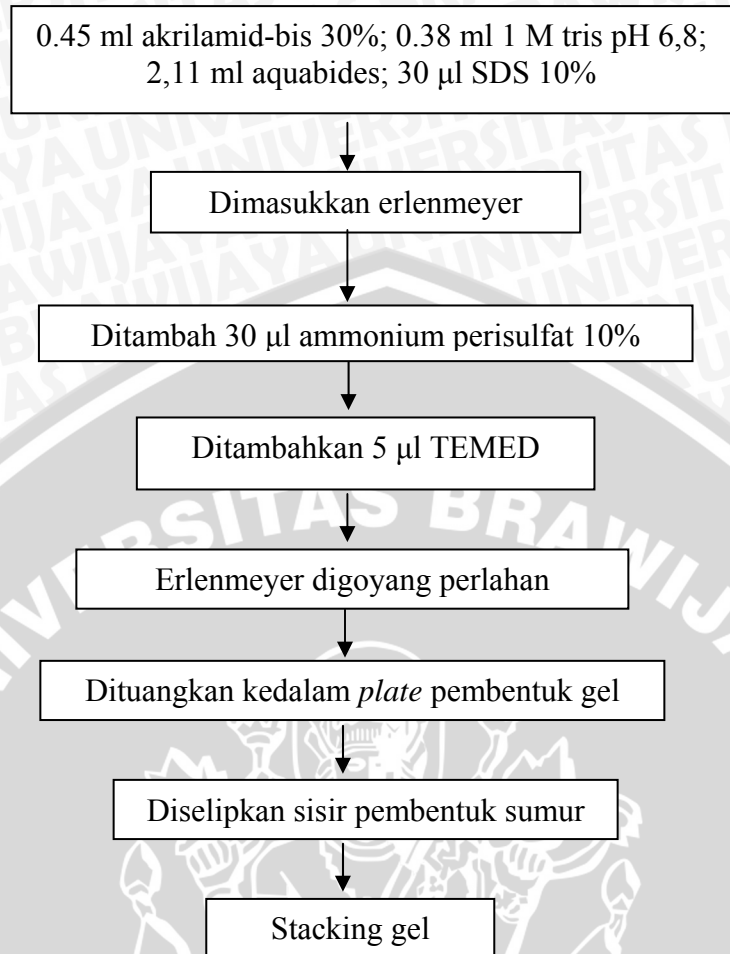 0.45 ml akrilamid-bis 30%; 0.38 ml 1 M tris pH 6,8;
2,11 ml aquabides; 30 µl SDS 10%
Dimasukkan erlenmeyer
Ditambah 30 µl ammonium perisulfat 10%
Ditambahkan 5 µl TEMED
Erlenmeyer digoyang perlahan
Dituangkan kedalam plate pembentuk gel
Diselipkan sisir pembentuk sumur
Stacking gel